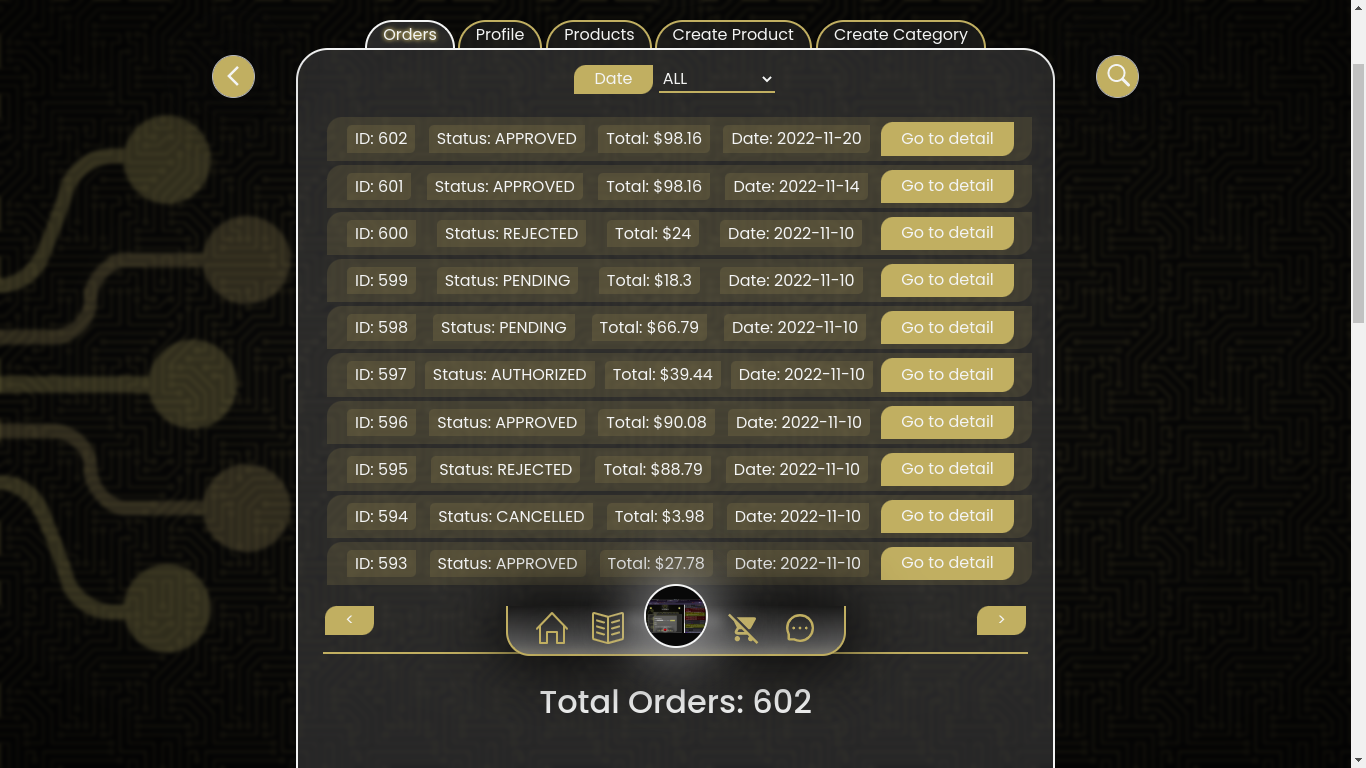 Orders Profile Products Create Product Create Category
Date ALL
ID: 602 Status: APPROVED Total: $98.16 Date: 2022-11-20 Go to detail
ID: 601 Status: APPROVED Total: $98.16 Date: 2022-11-14 Go to detail
ID: 600 Status: REJECTED Total: $24 Date: 2022-11-10 Go to detail
ID: 599 Status: PENDING Total: $18.3 Date: 2022-11-10 Go to detail
ID: 598 Status: PENDING Total: $66.79 Date: 2022-11-10 Go to detail
ID: 597 Status: AUTHORIZED Total: $39.44 Date: 2022-11-10 Go to detail
ID: 596 Status: APPROVED Total: $90.08 Date: 2022-11-10 Go to detail
ID: 595 Status: REJECTED Total: $88.79 Date: 2022-11-10 Go to detail
ID: 594 Status: CANCELLED Total: $3.98 Date: 2022-11-10 Go to detail
ID: 593 Status: APPROVED Total: $27.78 Date: 2022-11-10 Go to detail
< >
Total Orders: 602